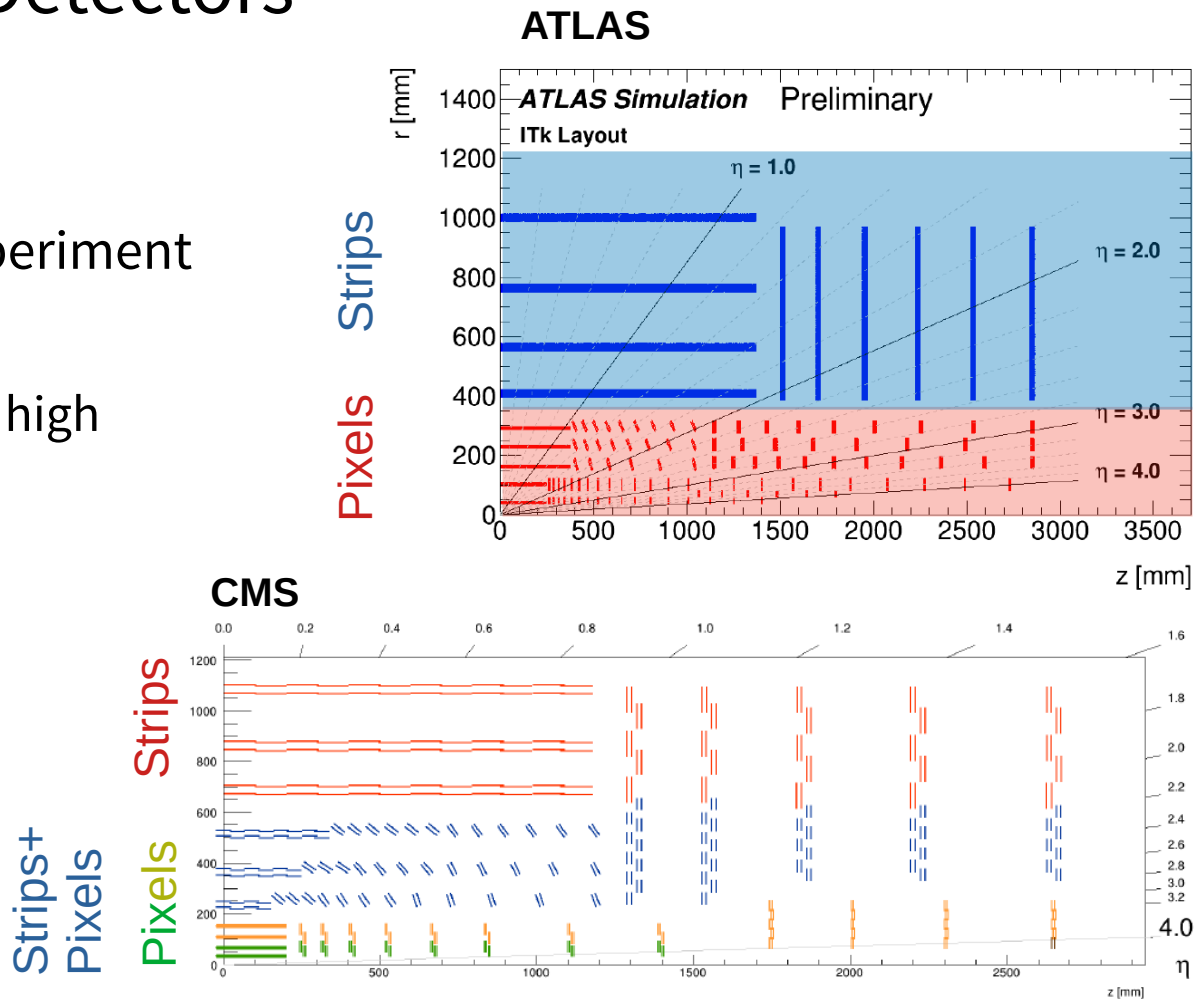 Detectors
ATLAS
r [mm]
1400
1200
1000
800
600
400
200
0
ATLAS Simulation Preliminary
ITk Layout
η = 1.0
η = 2.0
η = 3.0
η = 4.0
Strips
Pixels
0 500 1000 1500 2000 2500 3000 3500
z [mm]
periment
high
CMS
0.0 0.2 0.4 0.6 0.8 1.0 1.2 1.4 1.6
1200
1000
800
600
400
200
0
1.8
2.0
2.2
2.4
2.6
2.8
3.0
3.2
4.0
η
Strips
Strips+
Pixels
Pixels
0 500 1000 1500 2000 2500
z [mm]